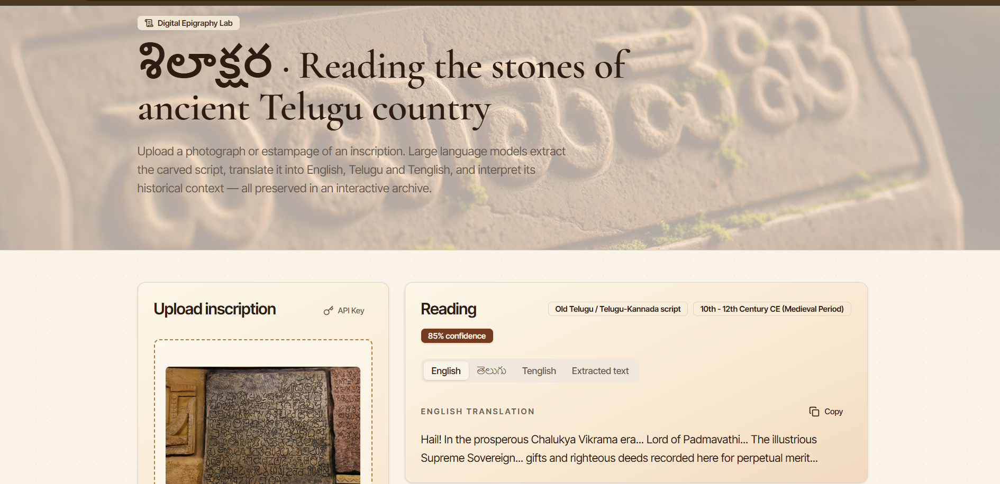 Digital Epigraphy Lab
శిలాక్షర · Reading the stones of
ancient Telugu country
Upload a photograph or estampage of an inscription. Large language models extract
the carved script, translate it into English, Telugu and Tenglish, and interpret its
historical context — all preserved in an interactive archive.
Upload inscription
API Key
Reading
Old Telugu / Telugu-Kannada script
10th - 12th Century CE (Medieval Period)
85% confidence
English
తెలుగు
Tenglish
Extracted text
ENGLISH TRANSLATION
Copy
Hail! In the prosperous Chalukya Vikrama era... Lord of Padmavathi... The illustrious
Supreme Sovereign... gifts and righteous deeds recorded here for perpetual merit...